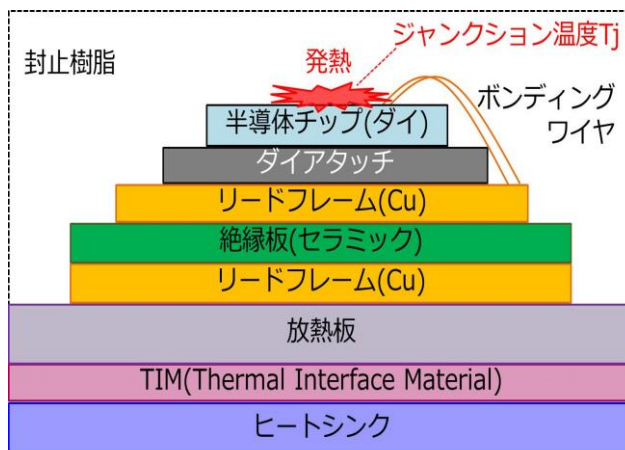 ジャンクション温度Tj
封止樹脂
発熱
ボンディング
ワイヤ
半導体チップ(ダイ)
ダイアタッチ
リードフレーム(Cu)
絶縁板(セラミック)
リードフレーム(Cu)
放熱板
TIM(Thermal Interface Material)
ヒートシンク